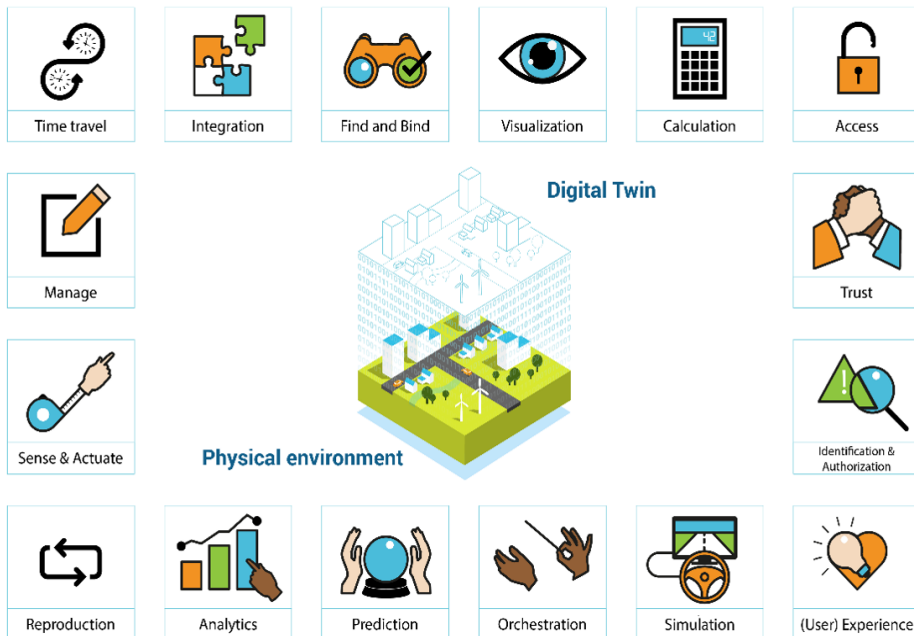 Time travel
Integration
Find and Bind
Visualization
42
Calculation
Access
Digital Twin
Manage
Trust
Sense & Actuate
Physical environment
Identification &
Authorization
Reproduction
Analytics
Prediction
Orchestration
Simulation
(User) Experience